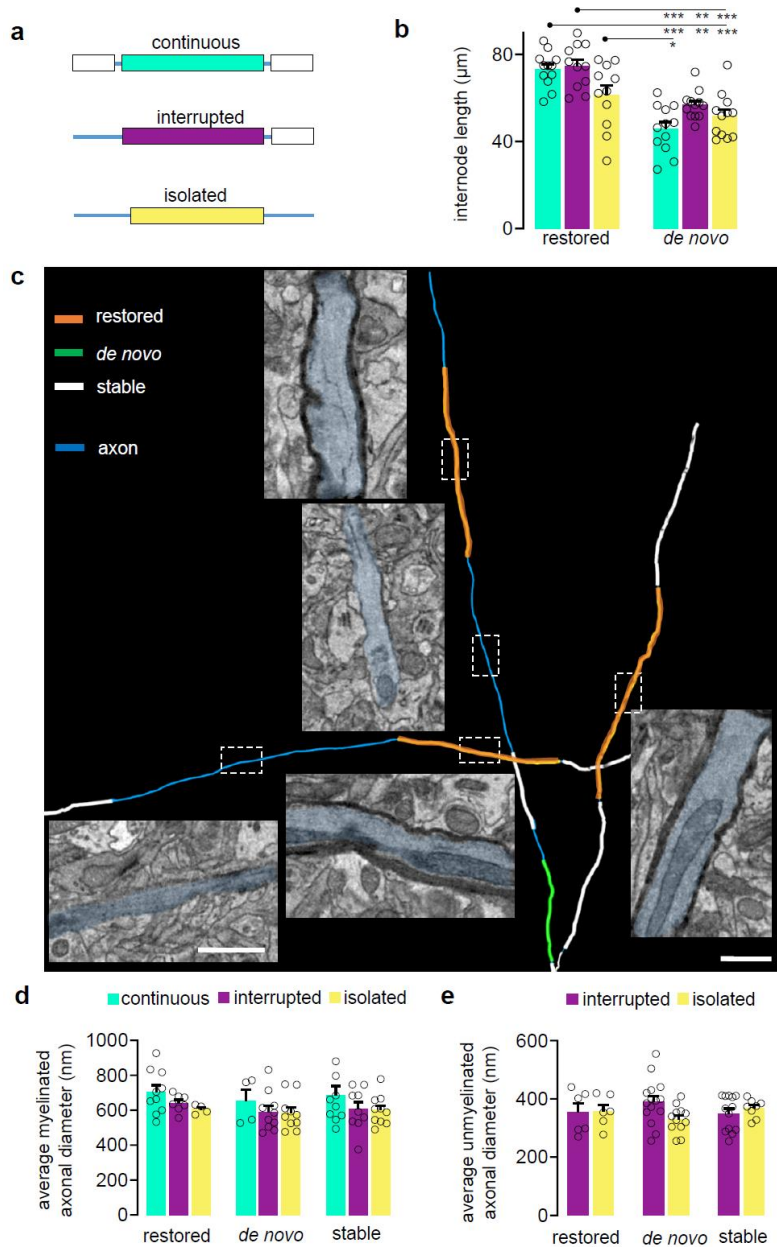 a
continuous
interrupted
isolated
b
*** ** ***
*** ** ***
*
internode length (µm)
80
40
0
restored de novo
c
restored
de novo
stable
axon
d
continuous interrupted isolated
average myelinated
axonal diameter (nm)
1000
800
600
400
200
0
restored de novo stable
e
interrupted isolated
average unmyelinated
axonal diameter (nm)
600
400
200
0
restored de novo stable